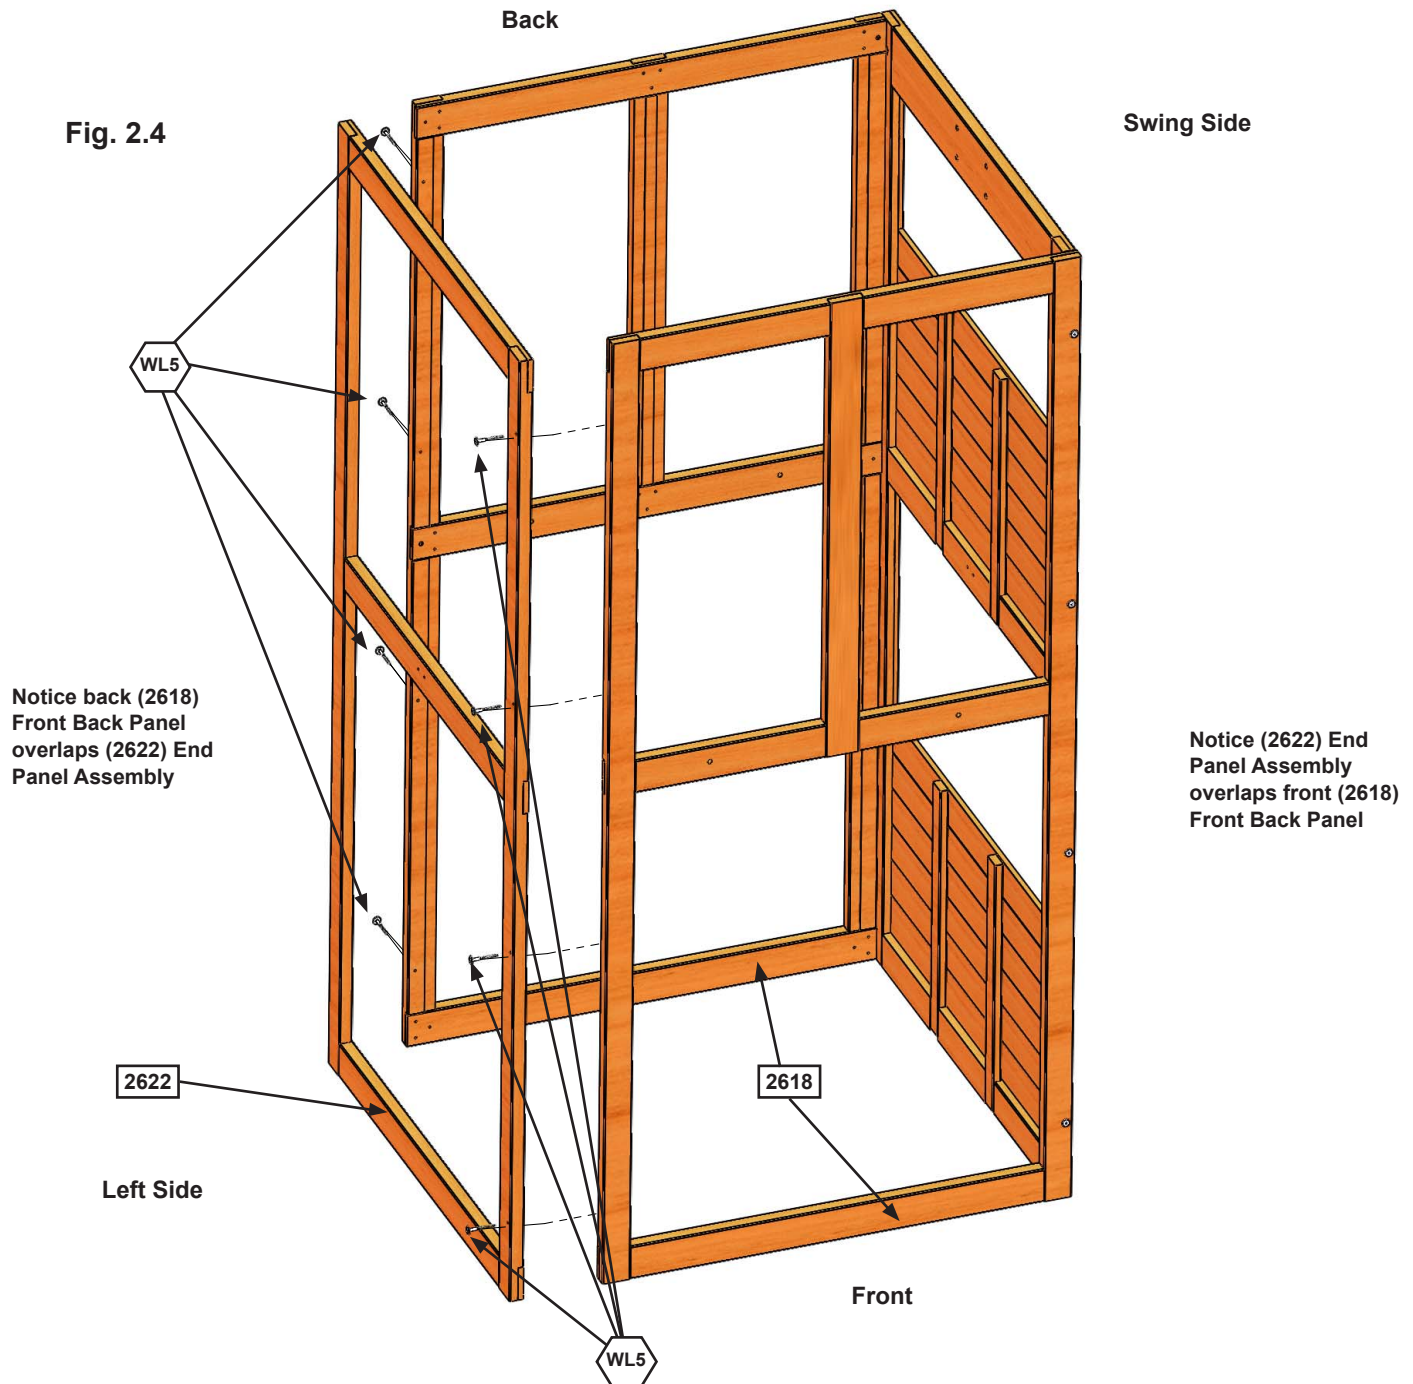 Back
Fig. 2.4
Swing Side
WL5
Notice back (2618)
Front Back Panel
overlaps (2622) End
Panel Assembly
Notice (2622) End
Panel Assembly
overlaps front (2618)
Front Back Panel
2622
2618
Left Side
Front
WL5